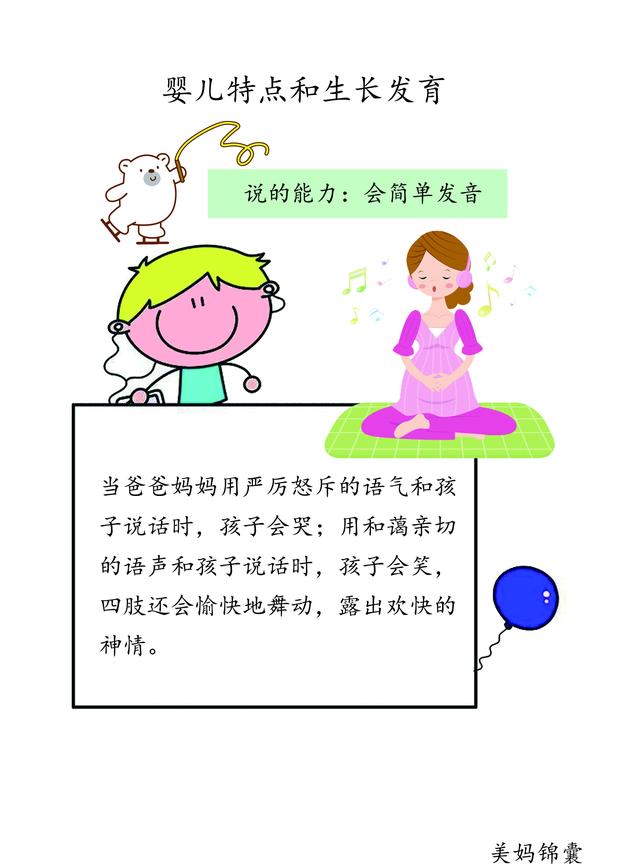 婴儿特点和生长发育
说的能力：会简单发音
当爸爸妈妈用严厉怒斥的语气和孩
子说话时，孩子会哭；用和蔼亲切
的语声和孩子说话时，孩子会笑，
四肢还会愉快地舞动，露出欢快的
神情。
美妈锦囊